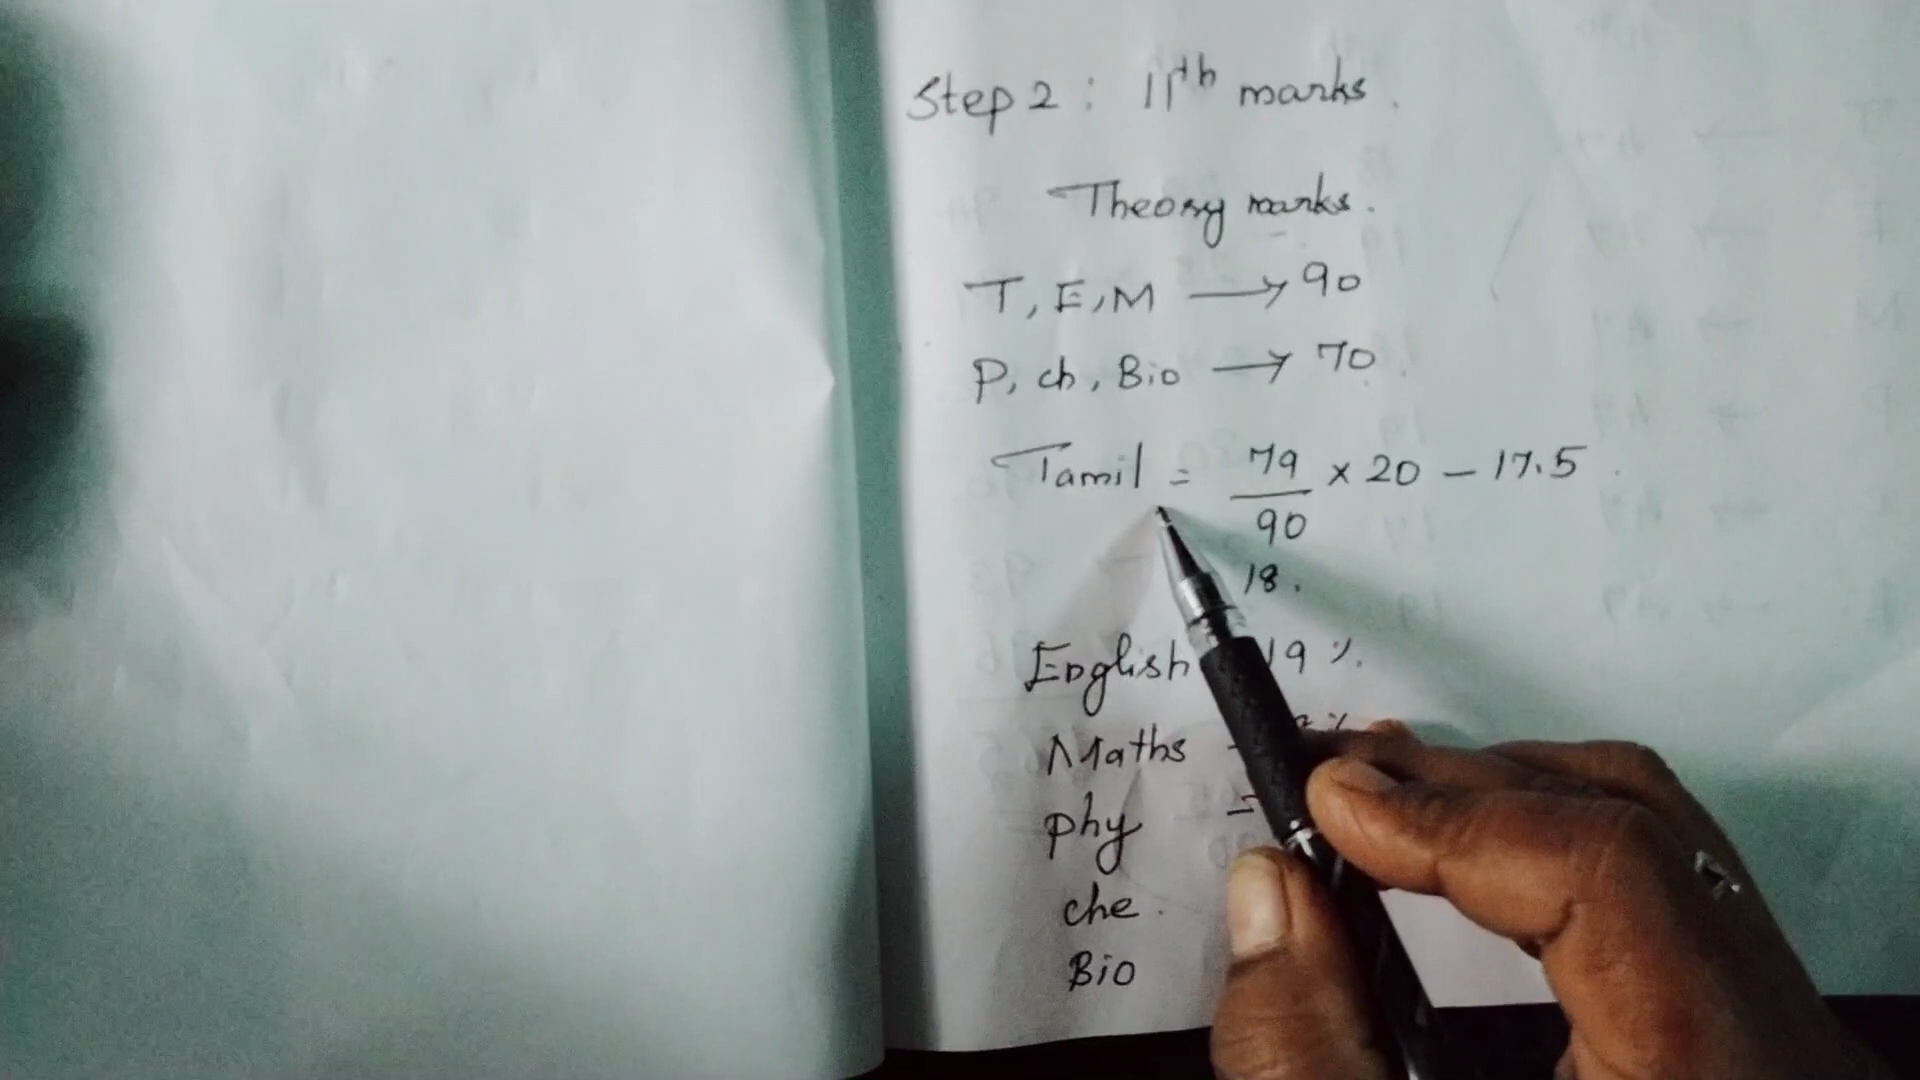 Step 2 : 11th marks.
Theory marks.
T, E, M → 90
P, ch, Bio → 70
Tamil = 79/90 × 20 – 17.5
18.
English 19 %.
Maths - %
phy =
che.
Bio